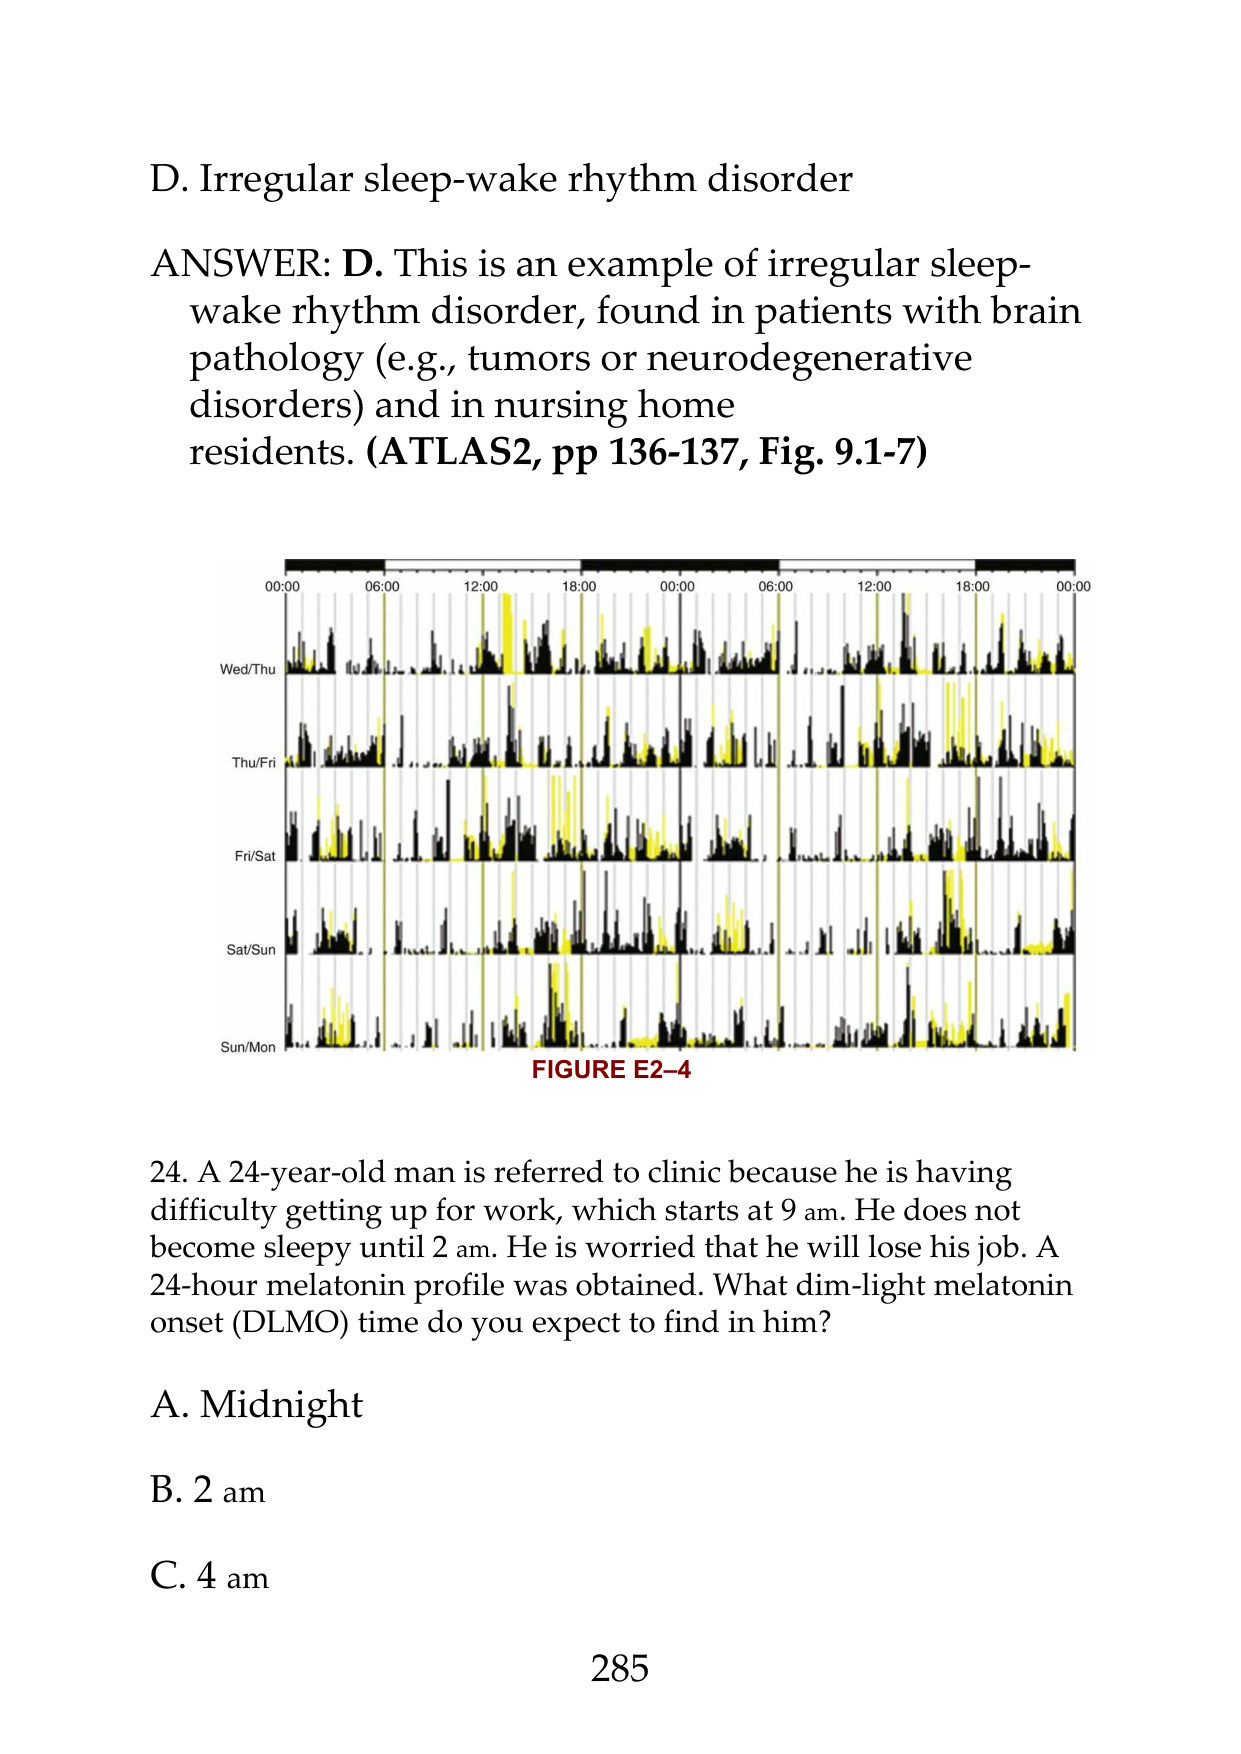 D. Irregular sleep-wake rhythm disorder
ANSWER: D. This is an example of irregular sleep-
wake rhythm disorder, found in patients with brain
pathology (e.g., tumors or neurodegenerative
disorders) and in nursing home
residents. (ATLAS2, pp 136-137, Fig. 9.1-7)
00:00 06:00 12:00 18:00 00:00 06:00 12:00 18:00 00:00
Wed/Thu
Thu/Fri
Fri/Sat
Sat/Sun
Sun/Mon
FIGURE E2–4
24. A 24-year-old man is referred to clinic because he is having
difficulty getting up for work, which starts at 9 am. He does not
become sleepy until 2 am. He is worried that he will lose his job. A
24-hour melatonin profile was obtained. What dim-light melatonin
onset (DLMO) time do you expect to find in him?
A. Midnight
B. 2 am
C. 4 am
285